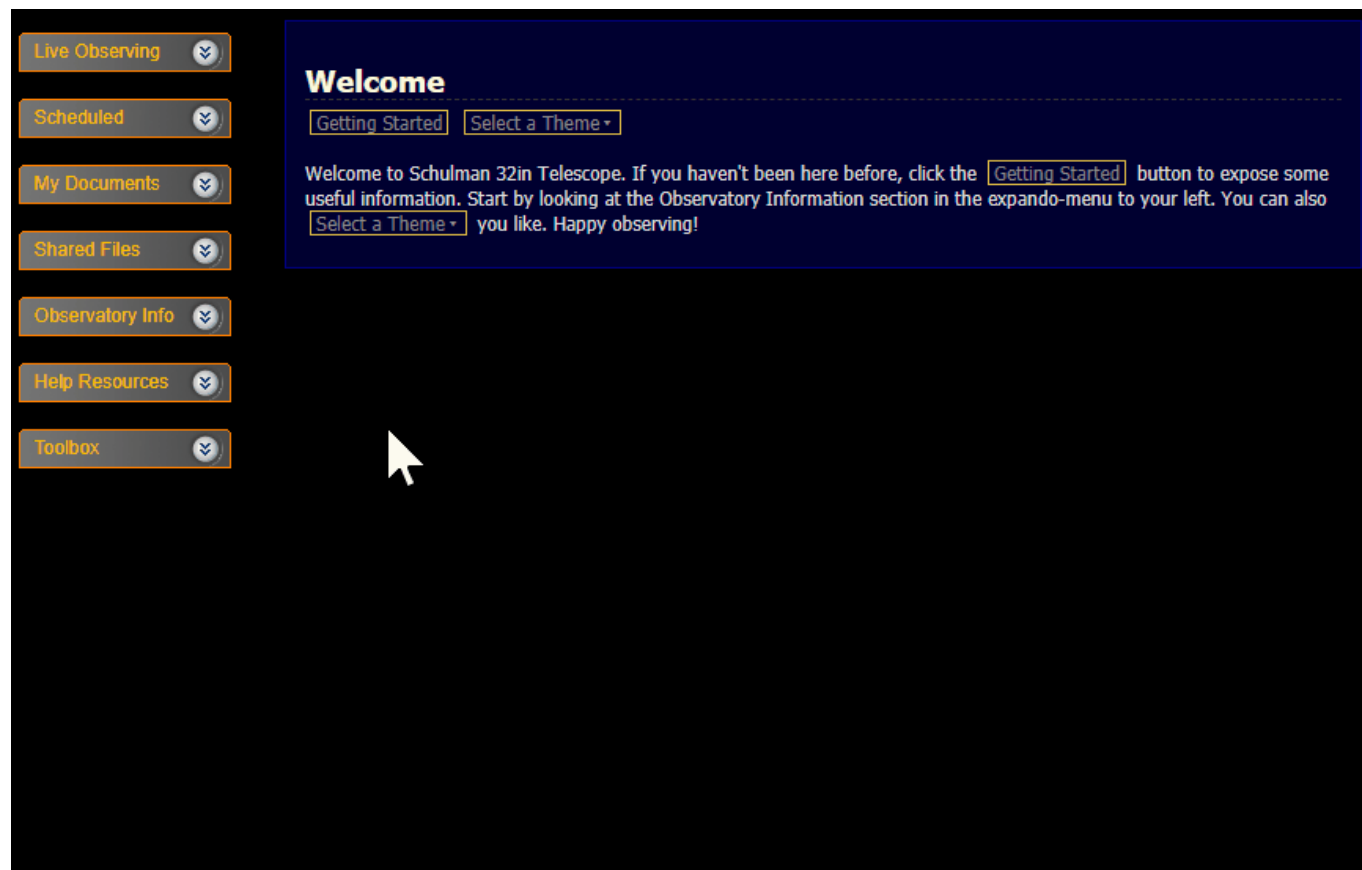 Live Observing
Scheduled
My Documents
Shared Files
Observatory Info
Help Resources
Toolbox
Welcome
Getting Started Select a Theme
Welcome to Schulman 32in Telescope. If you haven't been here before, click the Getting Started button to expose some
useful information. Start by looking at the Observatory Information section in the expando-menu to your left. You can also
Select a Theme you like. Happy observing!